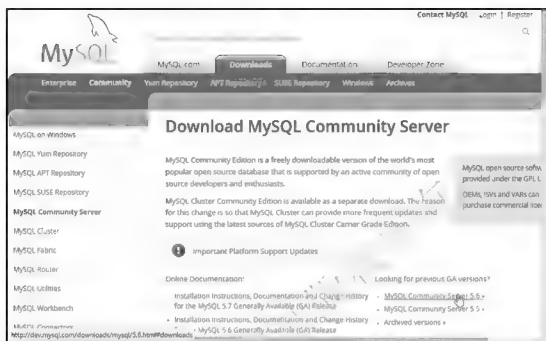 Contact MySQL Login | Register
MySQL
MySQL.com Downloads Documentation Developer Zone
Enterprise Community Yum Repository APT Repository SUSE Repository Windows Archives
MySQL on Windows
MySQL Yum Repository
MySQL APT Repository
MySQL SUSE Repository
MySQL Community Server
MySQL Cluster
MySQL Fabric
MySQL Router
MySQL Utilities
MySQL Workbench
MySQL Connectors
Download MySQL Community Server
MySQL Community Edition is a freely downloadable version of the world's most
popular open source database that is supported by an active community of open
source developers and enthusiasts.
MySQL Cluster Community Edition is available as a separate download. The reason
for this change is so that MySQL Cluster can provide more frequent updates and
support using the latest sources of MySQL Cluster Carrier Grade Edition.
Important Platform Support Updates
Online Documentation:
Installation Instructions, Documentation and Change History
for the MySQL 5.7 Generally Available (GA) Release
Installation Instructions, Documentation and Change History
MySQL 5.6 Generally Available (GA) Release
Looking for previous GA versions?
MySQL Community Server 5.6 »
MySQL Community Server 5.5 »
Archived versions »
MySQL open source softw
provided under the GPL L
OEMs, ISVs and VARs can
purchase commercial
http://dev.mysql.com/downloads/mysql/5.6.html#downloads